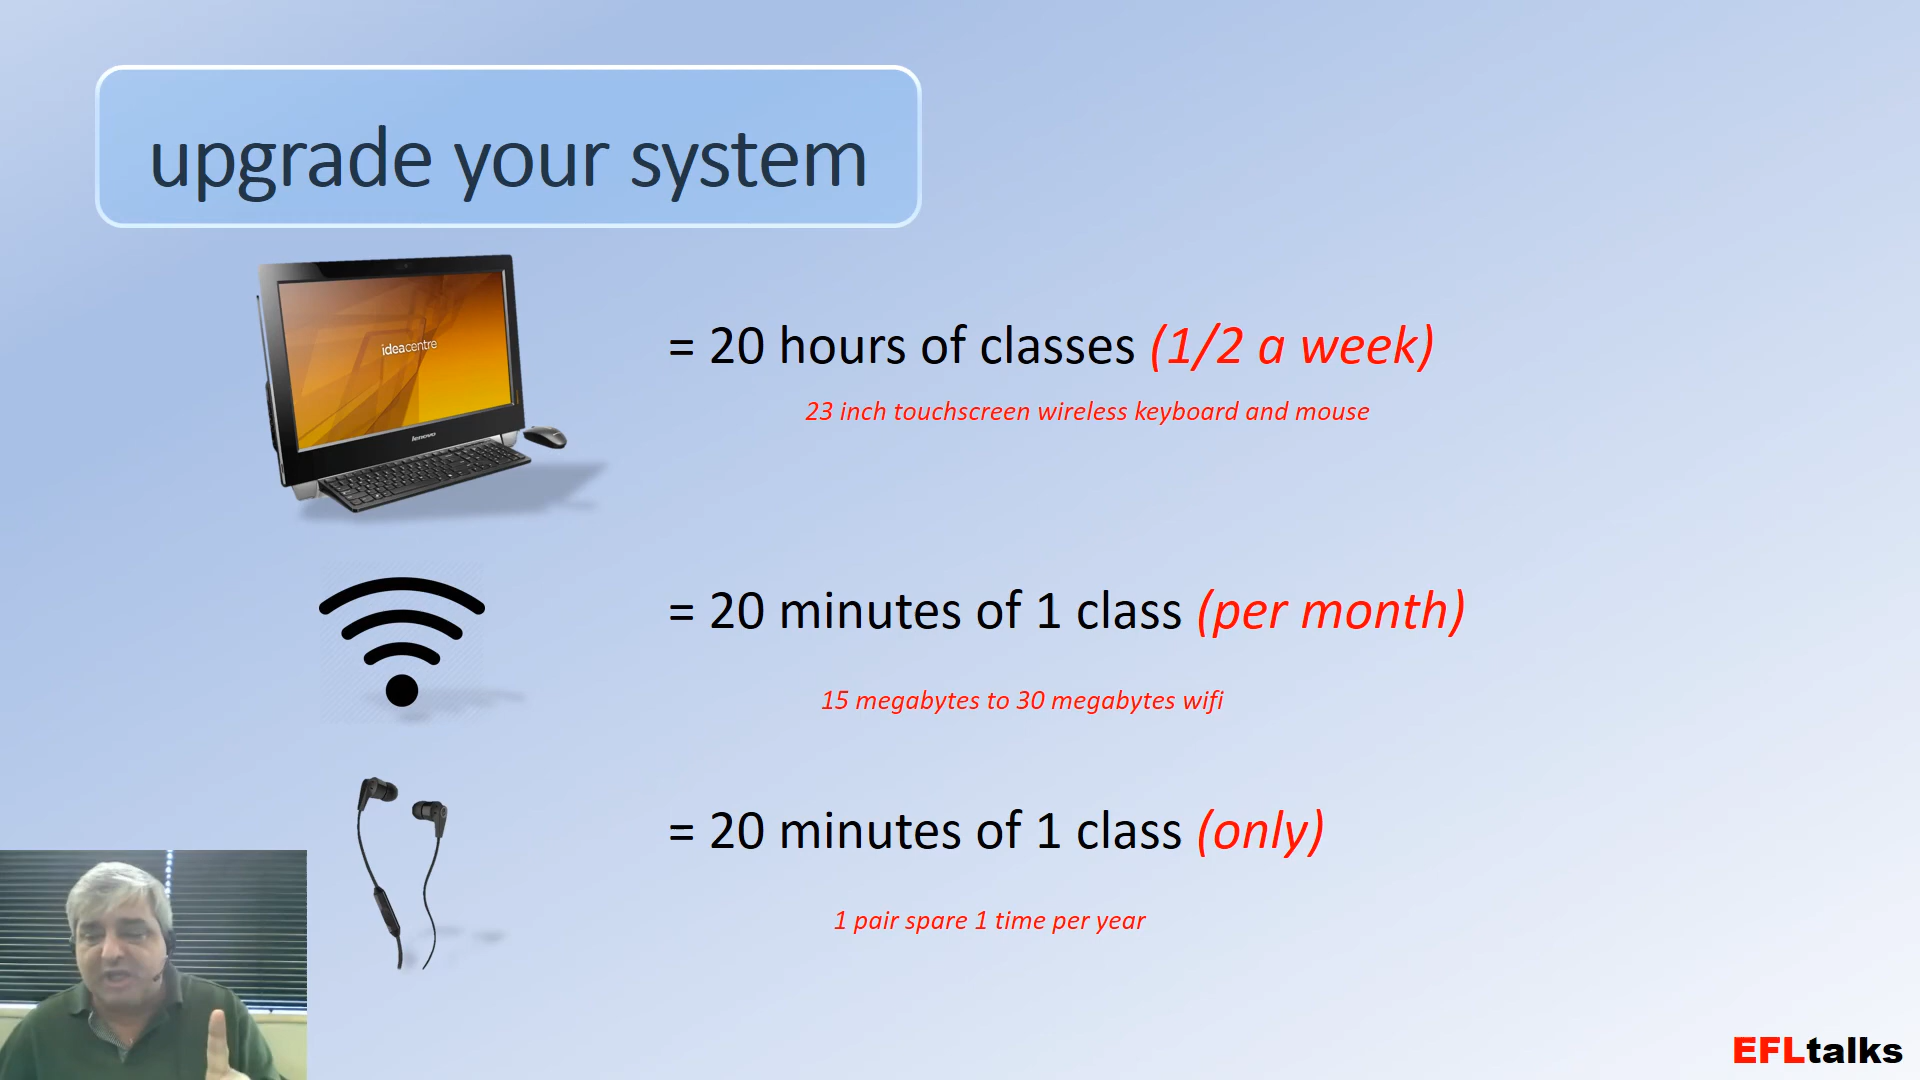 upgrade your system
ideacentre
lenovo
= 20 hours of classes (1/2 a week)
23 inch touchscreen wireless keyboard and mouse
= 20 minutes of 1 class (per month)
15 megabytes to 30 megabytes wifi
= 20 minutes of 1 class (only)
1 pair spare 1 time per year
EFLtalks